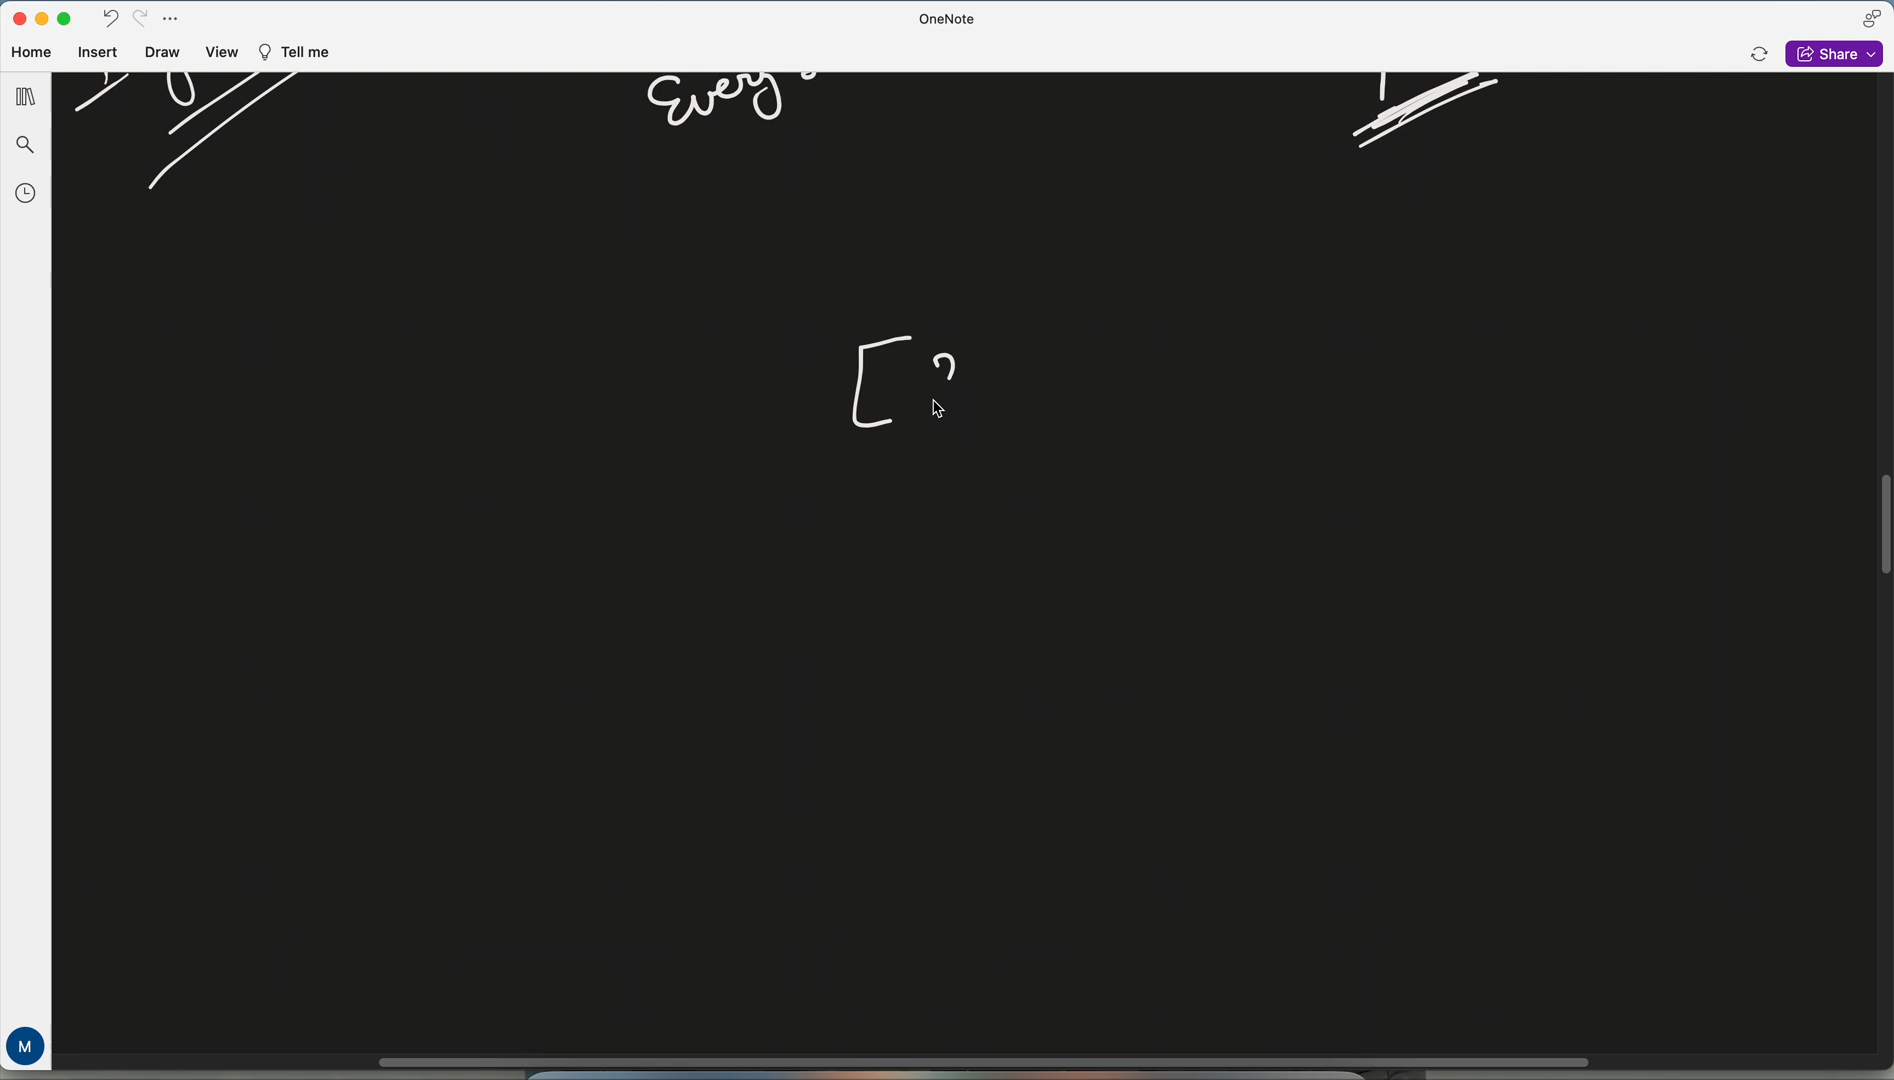 OneNote
Home Insert Draw View Tell me
Share
Every
[ ?
M